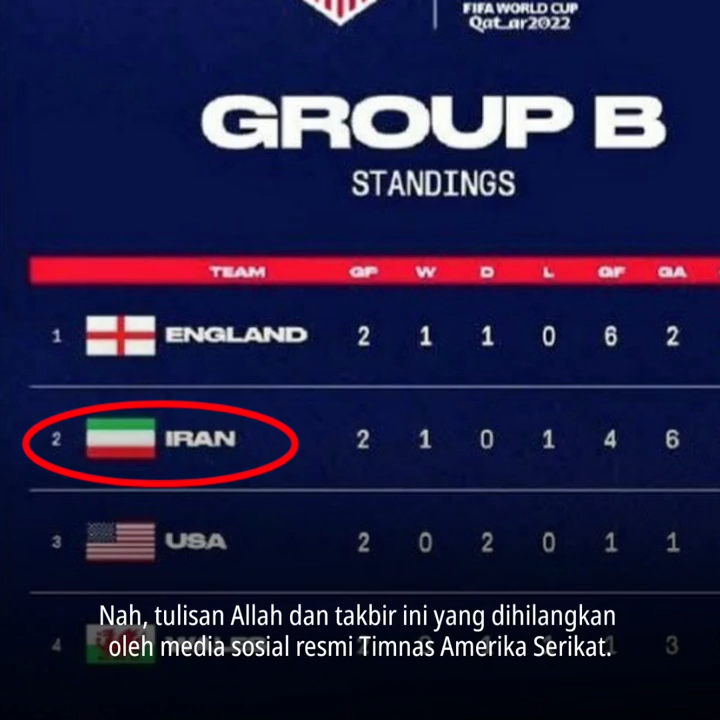 FIFA WORLD CUP
Qatar2022
GROUP B
STANDINGS
TEAM GP W D L GF GA
1 ENGLAND 2 1 1 0 6 2
2 IRAN 2 1 0 1 4 6
3 USA 2 0 2 0 1 1
Nah, tulisan Allah dan takbir ini yang dihilangkan
oleh media sosial resmi Timnas Amerika Serikat.
4 3